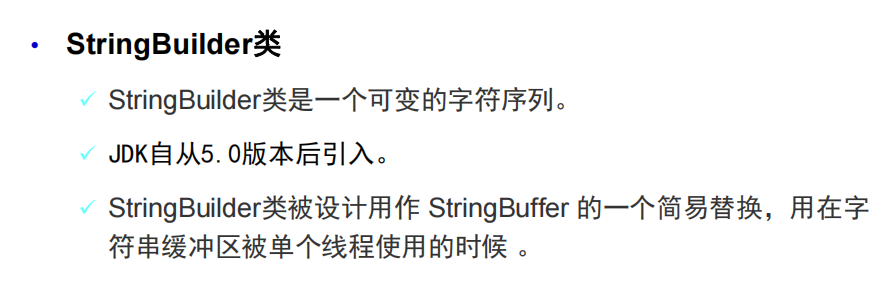 • StringBuilder类
✓ StringBuilder类是一个可变的字符序列。
✓ JDK自从5.0版本后引入。
✓ StringBuilder类被设计用作 StringBuffer 的一个简易替换，用在字
符串缓冲区被单个线程使用的时候 。